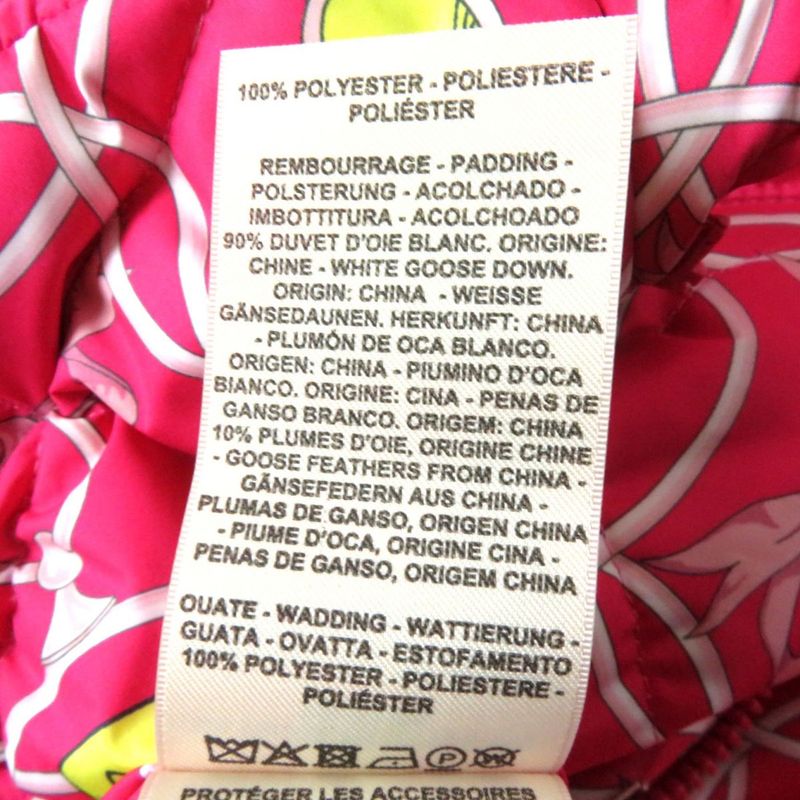 100% POLYESTER - POLIESTERE -
POLIÉSTER
REMBOURRAGE - PADDING -
POLSTERUNG - ACOLCHADO -
IMBOTTITURA - ACOLCHOADO
90% DUVET D'OIE BLANC. ORIGINE:
CHINE - WHITE GOOSE DOWN.
ORIGIN: CHINA - WEISSE
GÄNSEDAUNEN. HERKUNFT: CHINA
- PLUMÓN DE OCA BLANCO.
ORIGEN: CHINA - PIUMINO D'OCA
BIANCO. ORIGINE: CINA - PENAS DE
GANSO BRANCO. ORIGEM: CHINA
10% PLUMES D'OIE, ORIGINE CHINE
- GOOSE FEATHERS FROM CHINA -
GÄNSEFEDERN AUS CHINA -
PLUMAS DE GANSO, ORIGEN CHINA
- PIUME D'OCA, ORIGINE CINA -
PENAS DE GANSO, ORIGEM CHINA
OUATE - WADDING - WATTIERUNG -
GUATA - OVATTA - ESTOFAMENTO
100% POLYESTER - POLIESTERE -
POLIÉSTER
P
PROTÉGER LES ACCESSOIRES